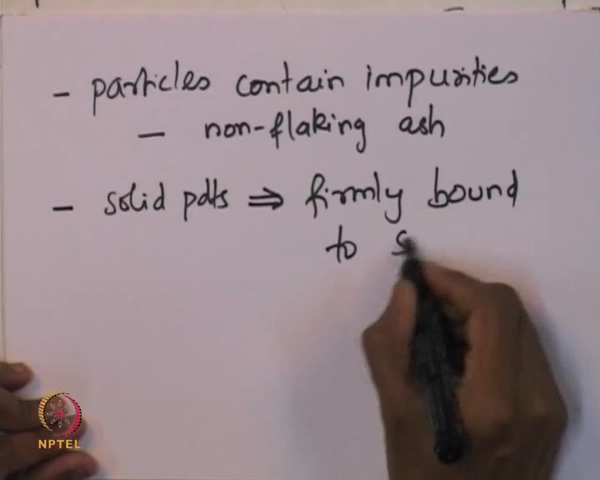 - particles contain impurities
- non-flaking ash
- solid pdts ⇒ firmly bound
to s
NPTEL